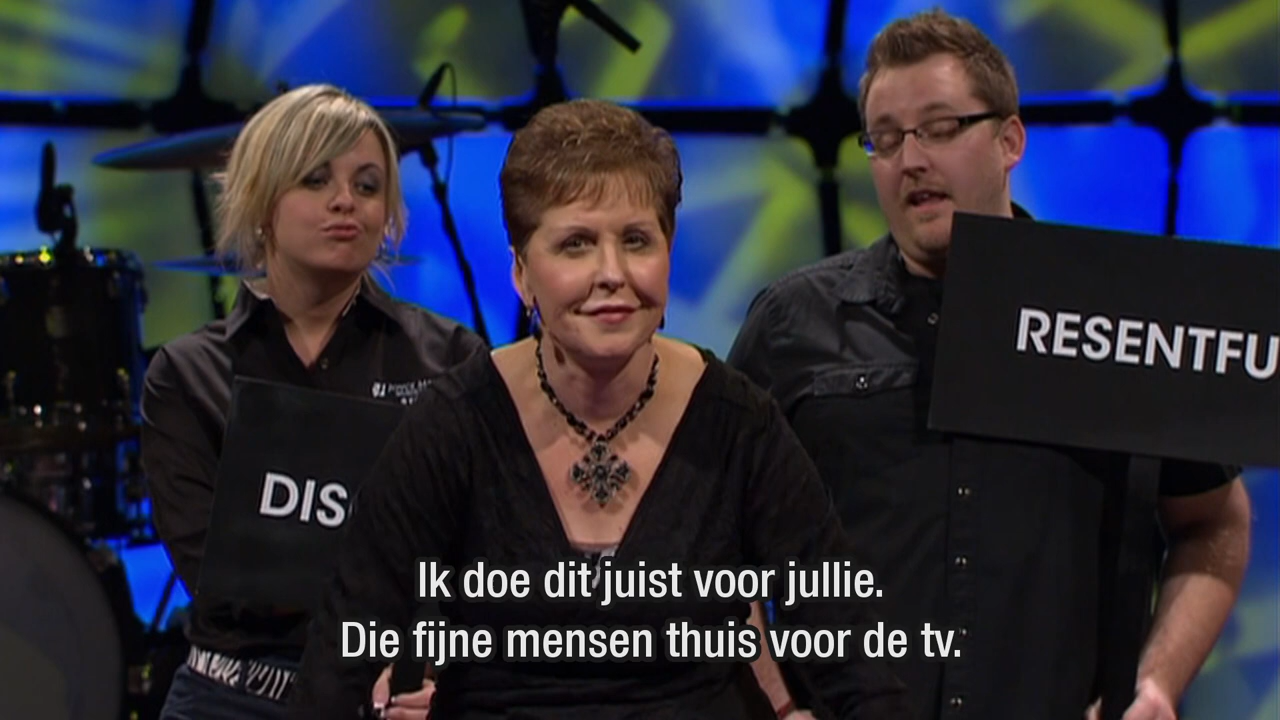 RESENTFU
DIS
Ik doe dit juist voor jullie.
Die fijne mensen thuis voor de tv.